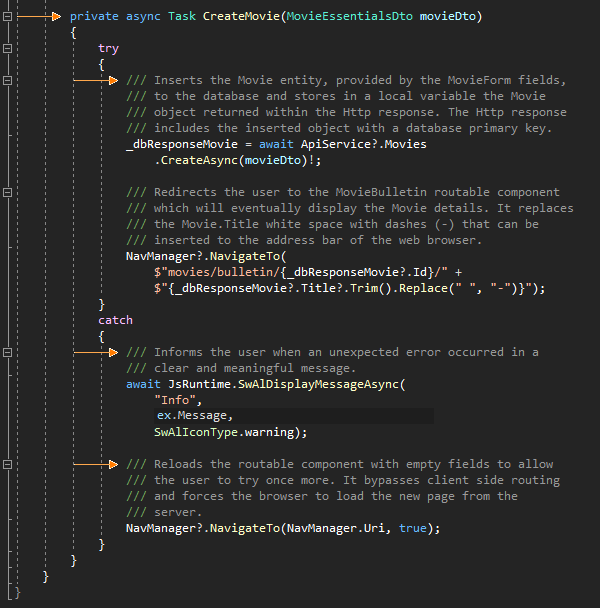 private async Task CreateMovie(MovieEssentialsDto movieDto)
{
try
{
/// Inserts the Movie entity, provided by the MovieForm fields,
/// to the database and stores in a local variable the Movie
/// object returned within the Http response. The Http response
/// includes the inserted object with a database primary key.
_dbResponseMovie = await ApiService?.Movies
.CreateAsync(movieDto)!;
/// Redirects the user to the MovieBulletin routable component
/// which will eventually display the Movie details. It replaces
/// the Movie.Title white space with dashes (-) that can be
/// inserted to the address bar of the web browser.
NavManager?.NavigateTo(
$"movies/bulletin/{_dbResponseMovie?.Id}/" +
$"{_dbResponseMovie?.Title?.Trim().Replace(" ", "-")}");
}
catch
{
/// Informs the user when an unexpected error occurred in a
/// clear and meaningful message.
await JsRuntime.SwAlDisplayMessageAsync(
"Info",
ex.Message,
SwAlIconType.warning);
/// Reloads the routable component with empty fields to allow
/// the user to try once more. It bypasses client side routing
/// and forces the browser to load the new page from the
/// server.
NavManager?.NavigateTo(NavManager.Uri, true);
}
}
}
}